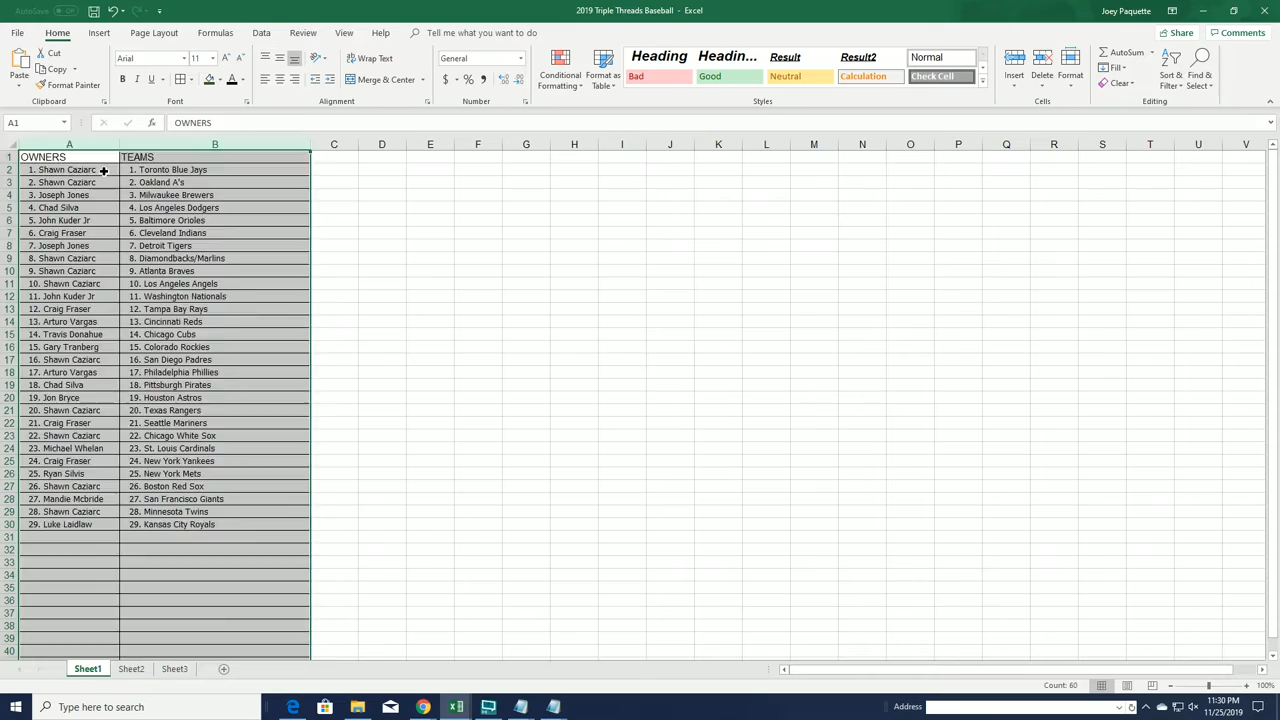 AutoSave Off 2019 Triple Threads Baseball - Excel Joey Paquette
File Home Insert Page Layout Formulas Data Review View Help Tell me what you want to do Share Comments
Cut
Copy
Format Painter
Paste
Clipboard
Arial 11
B I U
Font
Wrap Text
Merge & Center
Alignment
General
$ % ,
Number
Conditional Formatting
Format as Table
Heading Headin... Result Result2 Normal
Bad Good Neutral Calculation Check Cell
Styles
Insert Delete Format
Cells
AutoSum
Fill
Clear
Sort & Filter
Find & Select
Editing
A1 fx OWNERS
A B C D E F G H I J K L M N O P Q R S T U V
1 OWNERS TEAMS
2 1. Shawn Caziarc 1. Toronto Blue Jays
3 2. Shawn Caziarc 2. Oakland A's
4 3. Joseph Jones 3. Milwaukee Brewers
5 4. Chad Silva 4. Los Angeles Dodgers
6 5. John Kuder Jr 5. Baltimore Orioles
7 6. Craig Fraser 6. Cleveland Indians
8 7. Joseph Jones 7. Detroit Tigers
9 8. Shawn Caziarc 8. Diamondbacks/Marlins
10 9. Shawn Caziarc 9. Atlanta Braves
11 10. Shawn Caziarc 10. Los Angeles Angels
12 11. John Kuder Jr 11. Washington Nationals
13 12. Craig Fraser 12. Tampa Bay Rays
14 13. Arturo Vargas 13. Cincinnati Reds
15 14. Travis Donahue 14. Chicago Cubs
16 15. Gary Tranberg 15. Colorado Rockies
17 16. Shawn Caziarc 16. San Diego Padres
18 17. Arturo Vargas 17. Philadelphia Phillies
19 18. Chad Silva 18. Pittsburgh Pirates
20 19. Jon Bryce 19. Houston Astros
21 20. Shawn Caziarc 20. Texas Rangers
22 21. Craig Fraser 21. Seattle Mariners
23 22. Shawn Caziarc 22. Chicago White Sox
24 23. Michael Whelan 23. St. Louis Cardinals
25 24. Craig Fraser 24. New York Yankees
26 25. Ryan Silvis 25. New York Mets
27 26. Shawn Caziarc 26. Boston Red Sox
28 27. Mandie Mcbride 27. San Francisco Giants
29 28. Shawn Caziarc 28. Minnesota Twins
30 29. Luke Laidlaw 29. Kansas City Royals
31
32
33
34
35
36
37
38
39
40
Sheet1 Sheet2 Sheet3
Count: 60 100%
Type here to search Address 11:30 PM
11/25/2019